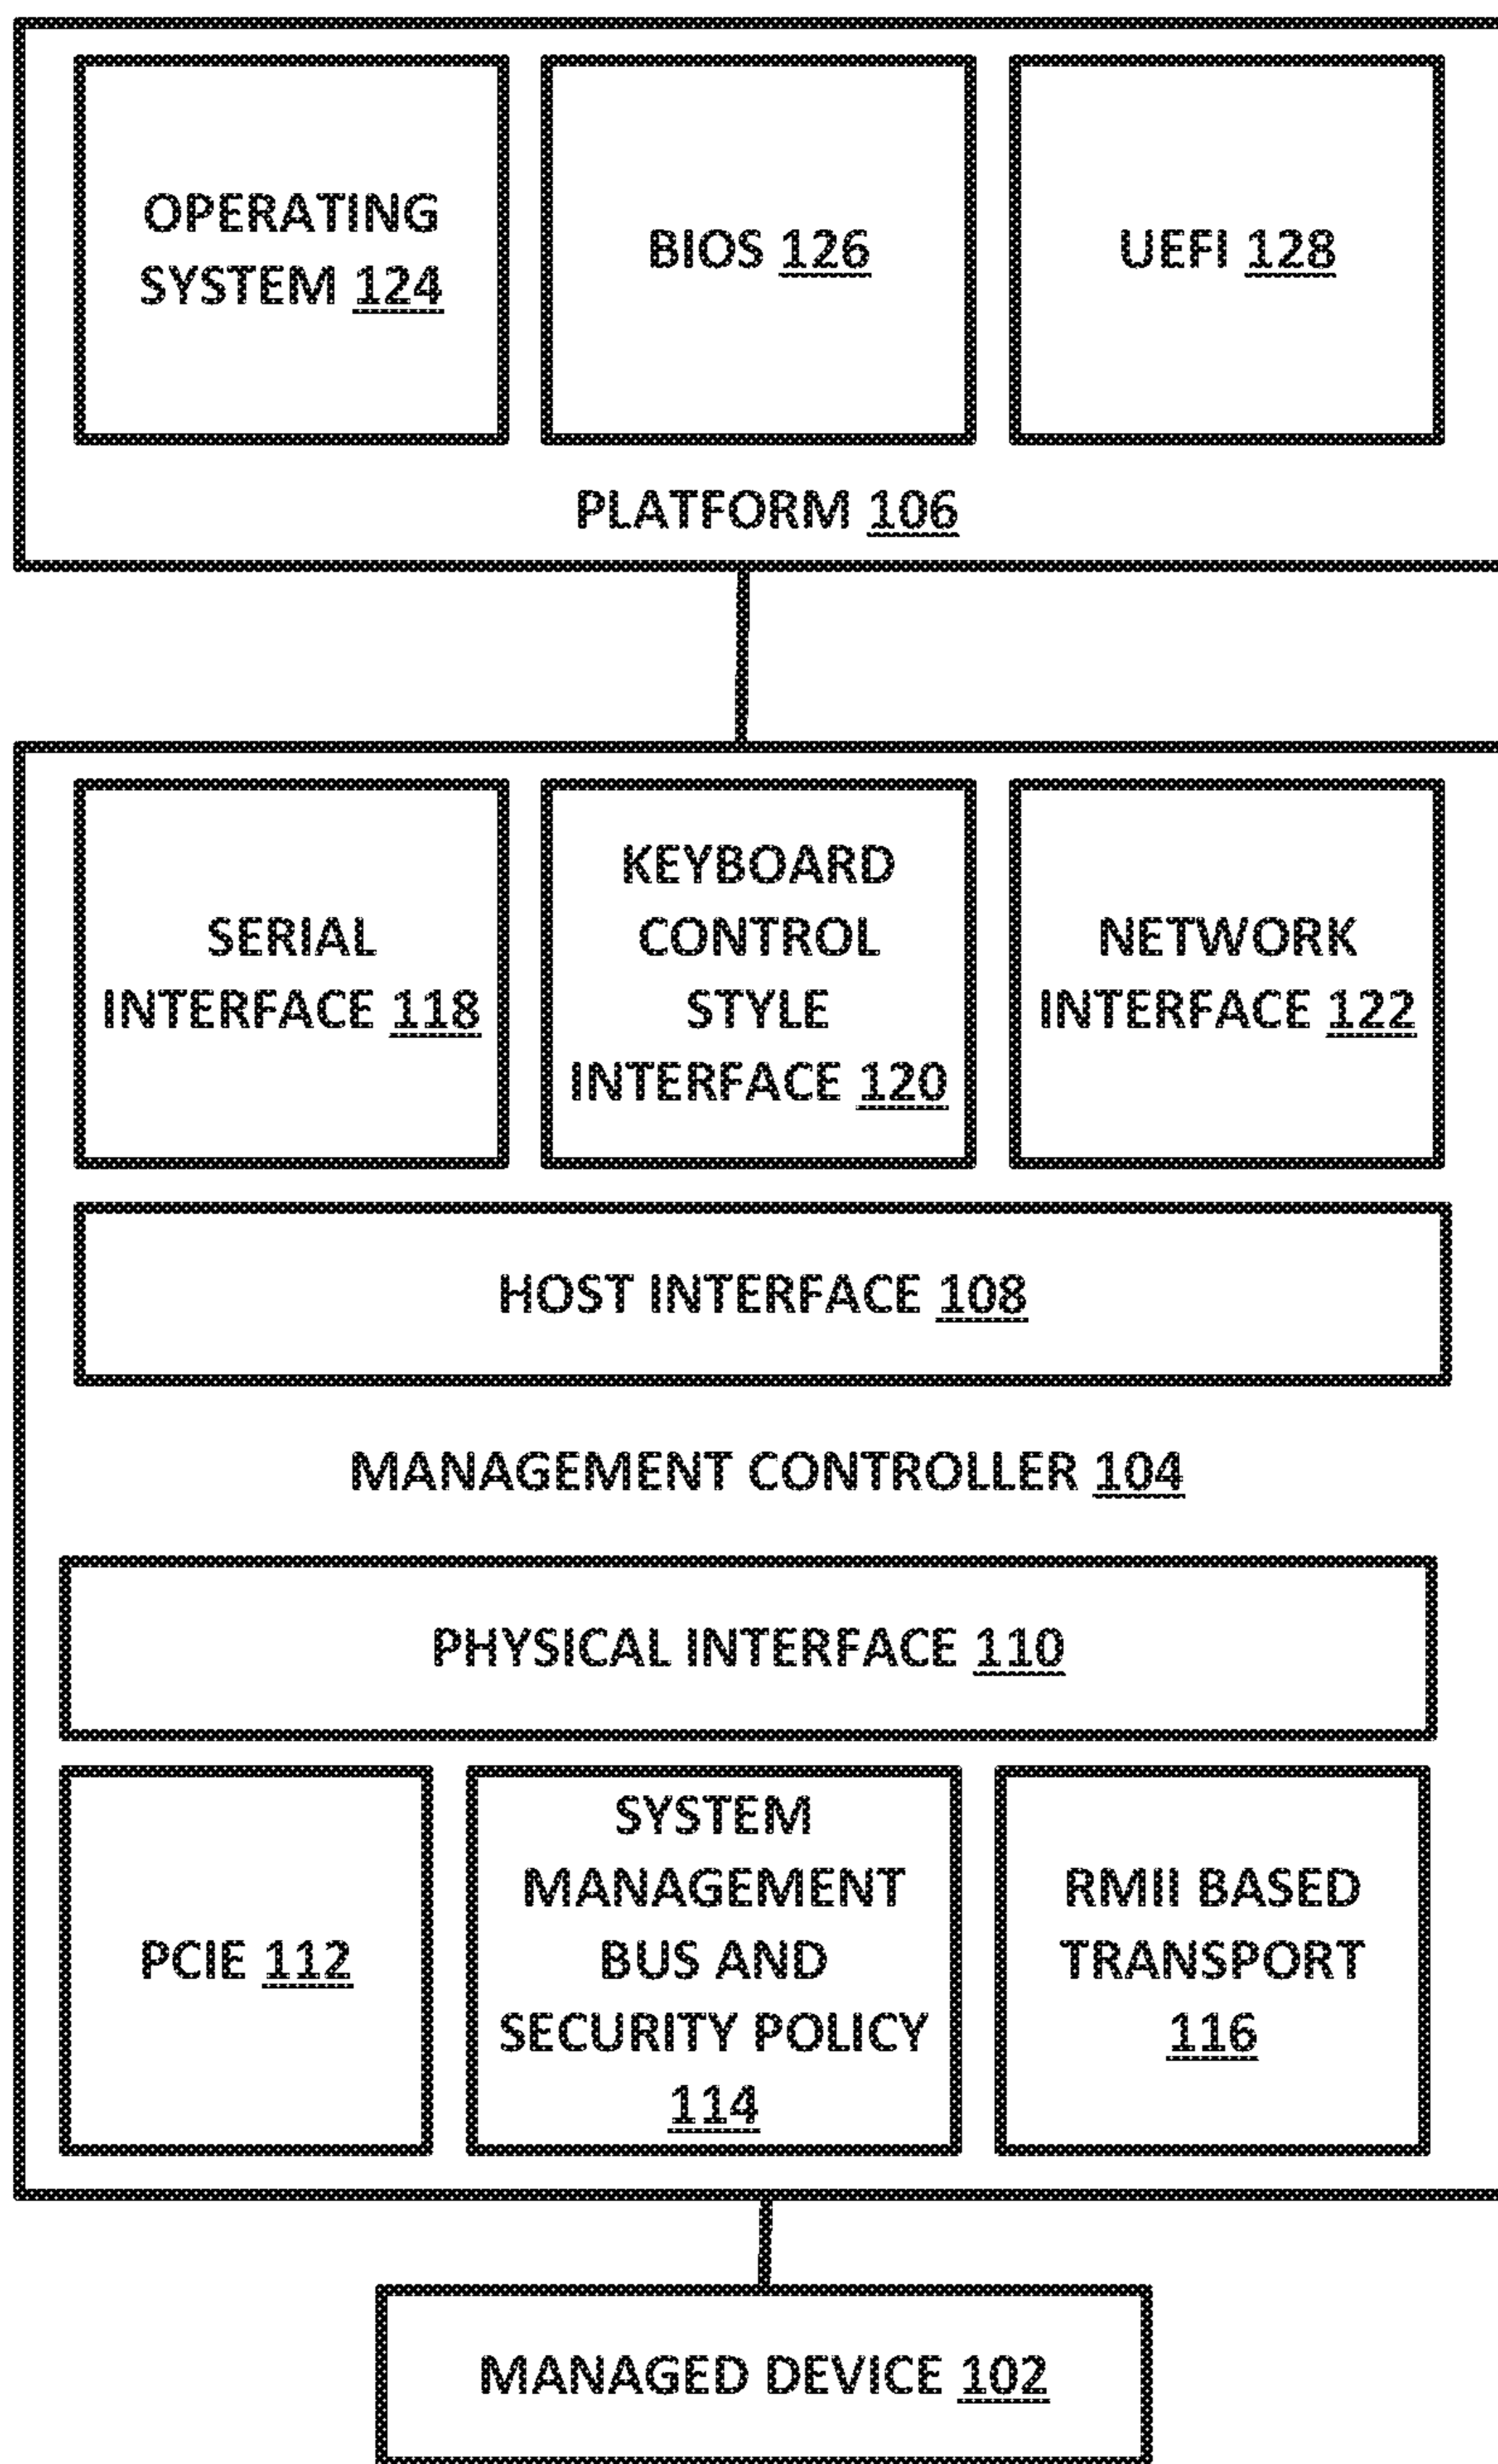 OPERATING
SYSTEM 124
BIOS 126
UEFI 128
PLATFORM 106
SERIAL
INTERFACE 118
KEYBOARD
CONTROL
STYLE
INTERFACE 120
NETWORK
INTERFACE 122
HOST INTERFACE 108
MANAGEMENT CONTROLLER 104
PHYSICAL INTERFACE 110
PCIE 112
SYSTEM
MANAGEMENT
BUS AND
SECURITY POLICY
114
RMII BASED
TRANSPORT
116
MANAGED DEVICE 102